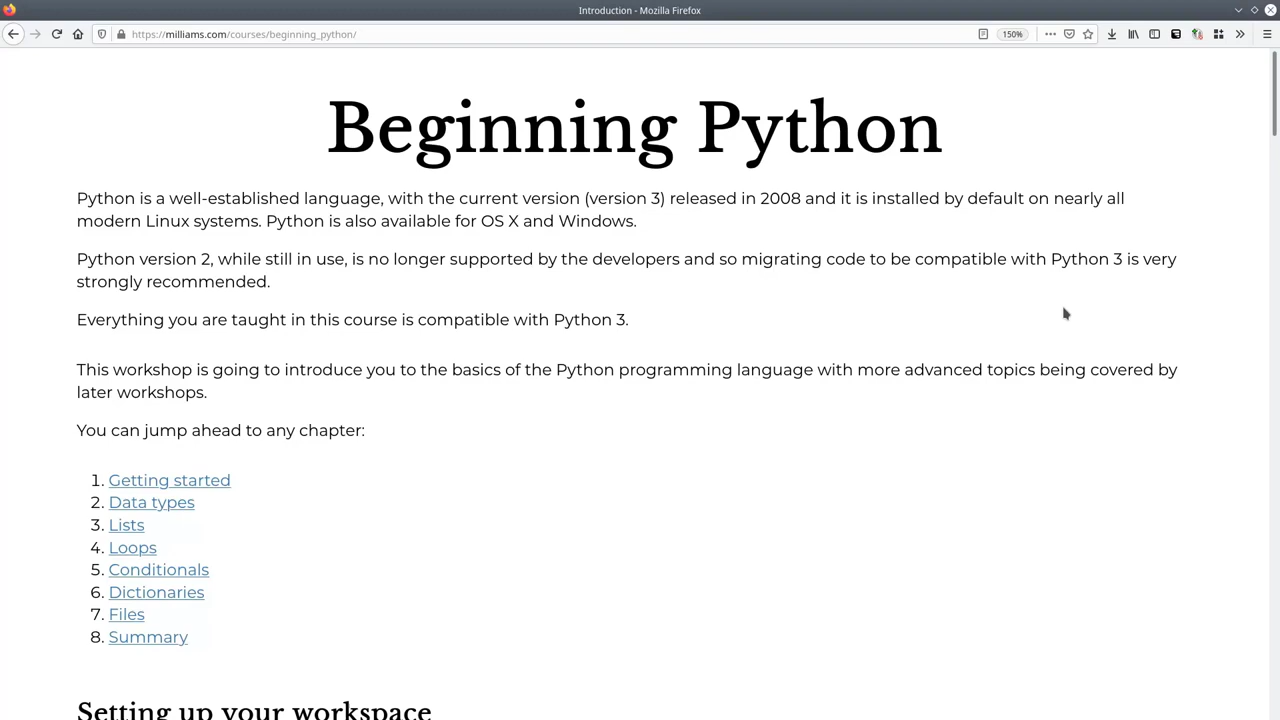 Introduction - Mozilla Firefox
https://milliams.com/courses/beginning_python/
150%
Beginning Python
Python is a well-established language, with the current version (version 3) released in 2008 and it is installed by default on nearly all
modern Linux systems. Python is also available for OS X and Windows.
Python version 2, while still in use, is no longer supported by the developers and so migrating code to be compatible with Python 3 is very
strongly recommended.
Everything you are taught in this course is compatible with Python 3.
This workshop is going to introduce you to the basics of the Python programming language with more advanced topics being covered by
later workshops.
You can jump ahead to any chapter:
1. Getting started
2. Data types
3. Lists
4. Loops
5. Conditionals
6. Dictionaries
7. Files
8. Summary
Setting up your workspace